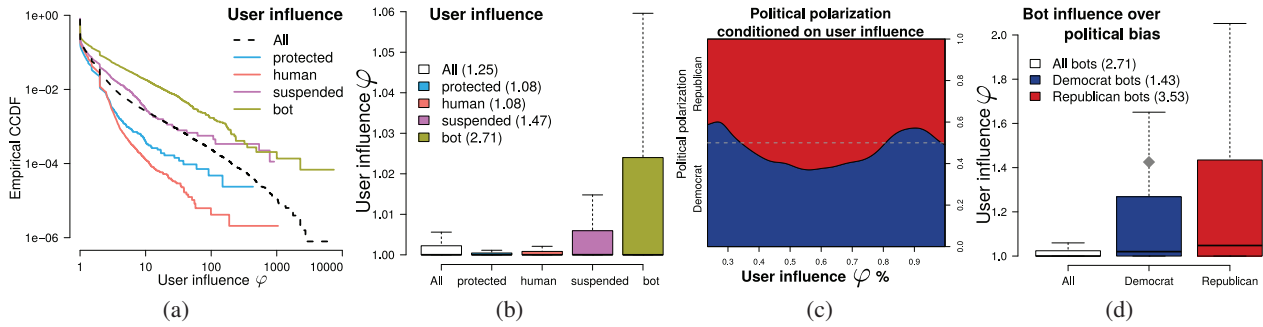 User influence
All
protected
human
suspended
bot
Empirical CCDF
1e-06 1e-04 1e-02 1e+00
1 10 100 1000 10000
User influence φ
(a)
User influence
All (1.25)
protected (1.08)
human (1.08)
suspended (1.47)
bot (2.71)
User influence φ
1.00 1.01 1.02 1.03 1.04 1.05 1.06
All protected human suspended bot
(b)
Political polarization
conditioned on user influence
Political polarization
Democrat Republican
0.0 0.2 0.4 0.6 0.8 1.0
0.3 0.5 0.7 0.9
User influence φ %
(c)
Bot influence over
political bias
All bots (2.71)
Democrat bots (1.43)
Republican bots (3.53)
User influence φ
1.0 1.2 1.4 1.6 1.8 2.0
All Democrat Republican
(d)